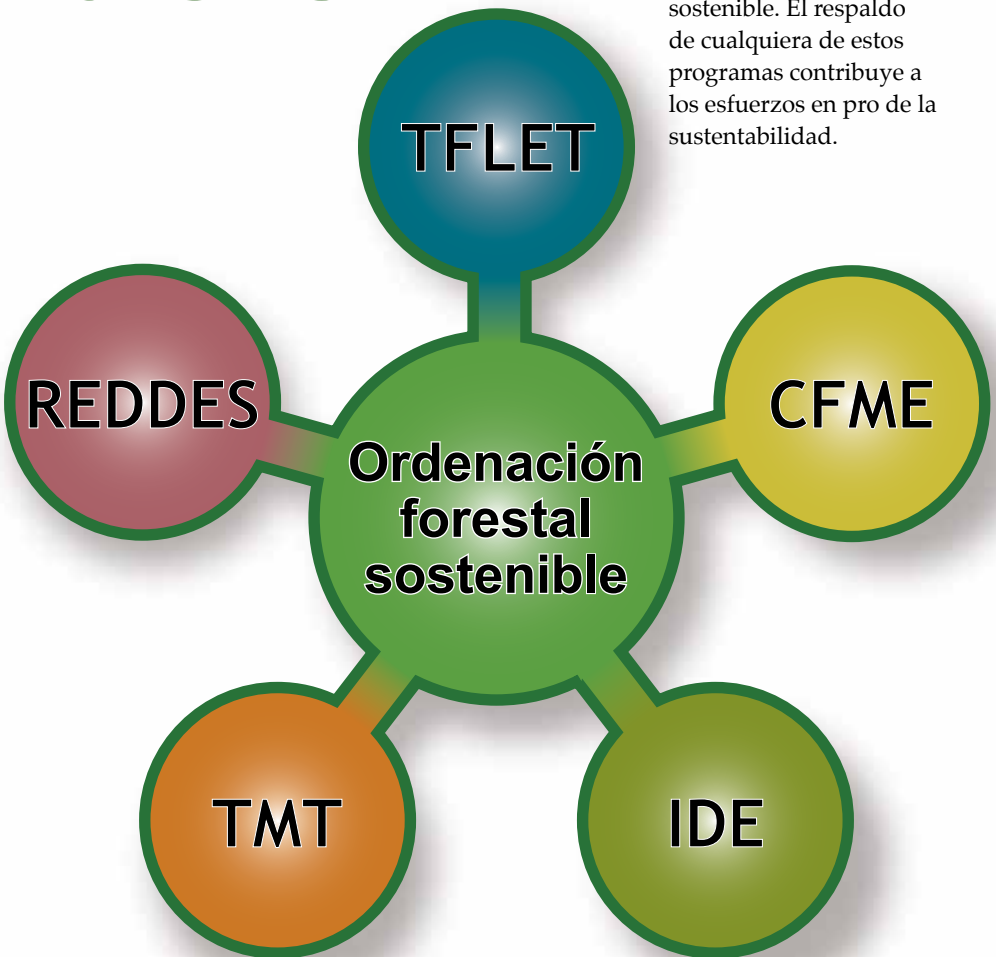 sostenible. El respaldo
de cualquiera de estos
programas contribuye a
los esfuerzos en pro de la
sustentabilidad.
TFLET
REDDES
CFME
Ordenación
forestal
sostenible
TMT
IDE